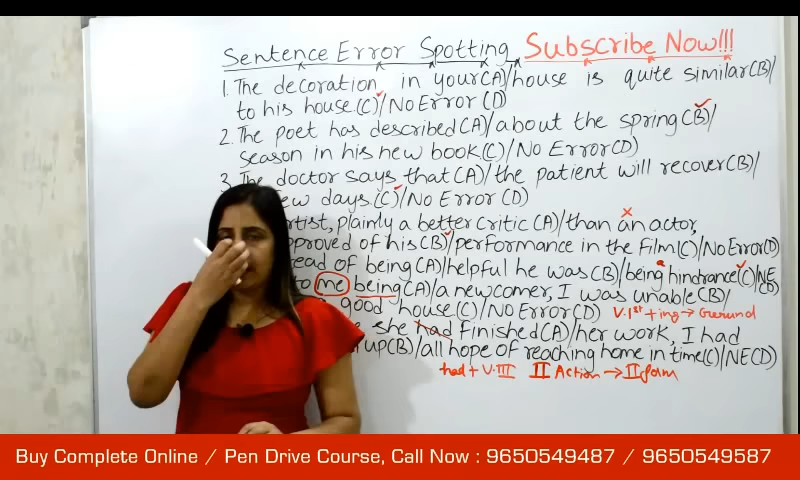 Sentence Error Spotting Subscribe Now!!!
1. The decoration in your(A)/house is quite similar(B)/
to his house.(C)/No Error (D)
2. The poet has described(A)/about the spring(B)/
season in his new book.(C)/No Error(D)
3. The doctor says that(A)/the patient will recover(B)/
few days.(C)/No Error(D)
rtist, plainly a better critic(A)/than an actor,
pproved of his(B)/performance in the film(C)/No Error(D)
ead of being(A)/helpful he was(B)/being a hindrance(C)/NE
(D)
to me being(A)/a newcomer, I was unable(B)/
good house(C)/No Error(D) V.1st + ing → Gerund
she had finished(A)/her work, I had
up(B)/all hope of reaching home in time(C)/NE(D)
had + V.III II Action → II form
Buy Complete Online / Pen Drive Course, Call Now : 9650549487 / 9650549587